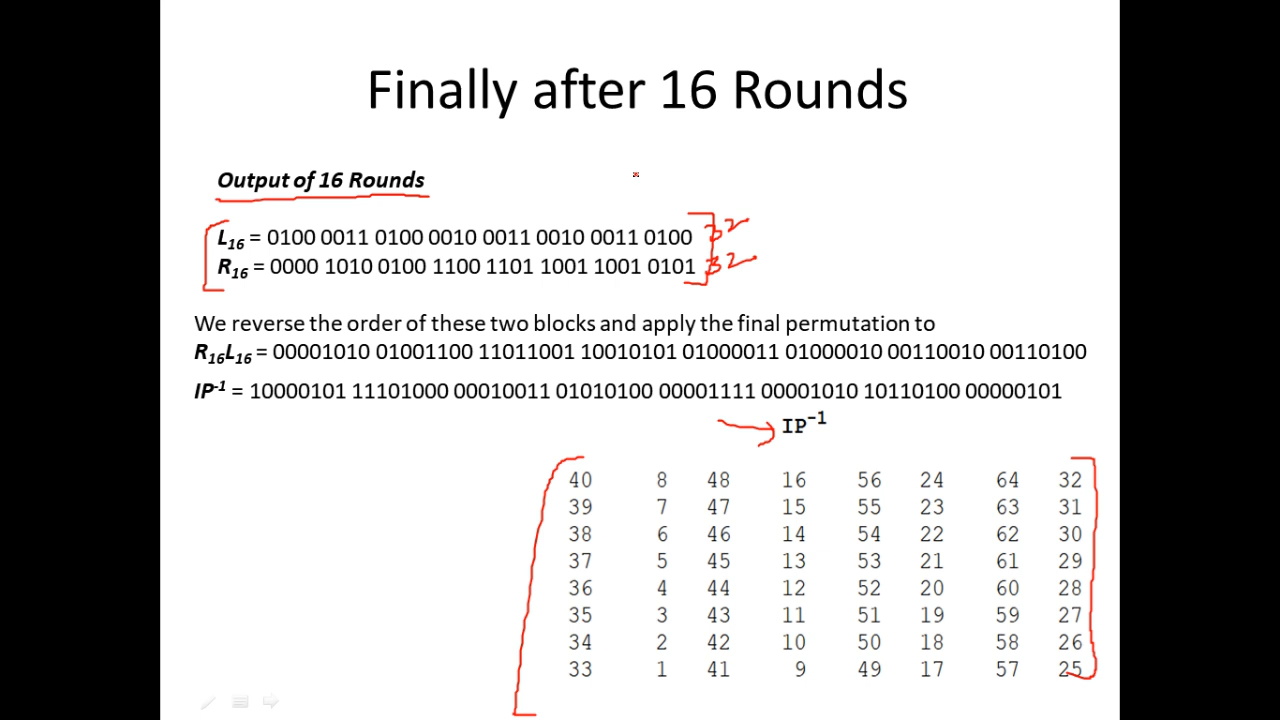 Finally after 16 Rounds
Output of 16 Rounds
L16 = 0100 0011 0100 0010 0011 0010 0011 0100 32
R16 = 0000 1010 0100 1100 1101 1001 1001 0101 32
We reverse the order of these two blocks and apply the final permutation to
R16L16 = 00001010 01001100 11011001 10010101 01000011 01000010 00110010 00110100
IP-1 = 10000101 11101000 00010011 01010100 00001111 00001010 10110100 00000101
IP-1
40 8 48 16 56 24 64 32
39 7 47 15 55 23 63 31
38 6 46 14 54 22 62 30
37 5 45 13 53 21 61 29
36 4 44 12 52 20 60 28
35 3 43 11 51 19 59 27
34 2 42 10 50 18 58 26
33 1 41 9 49 17 57 25